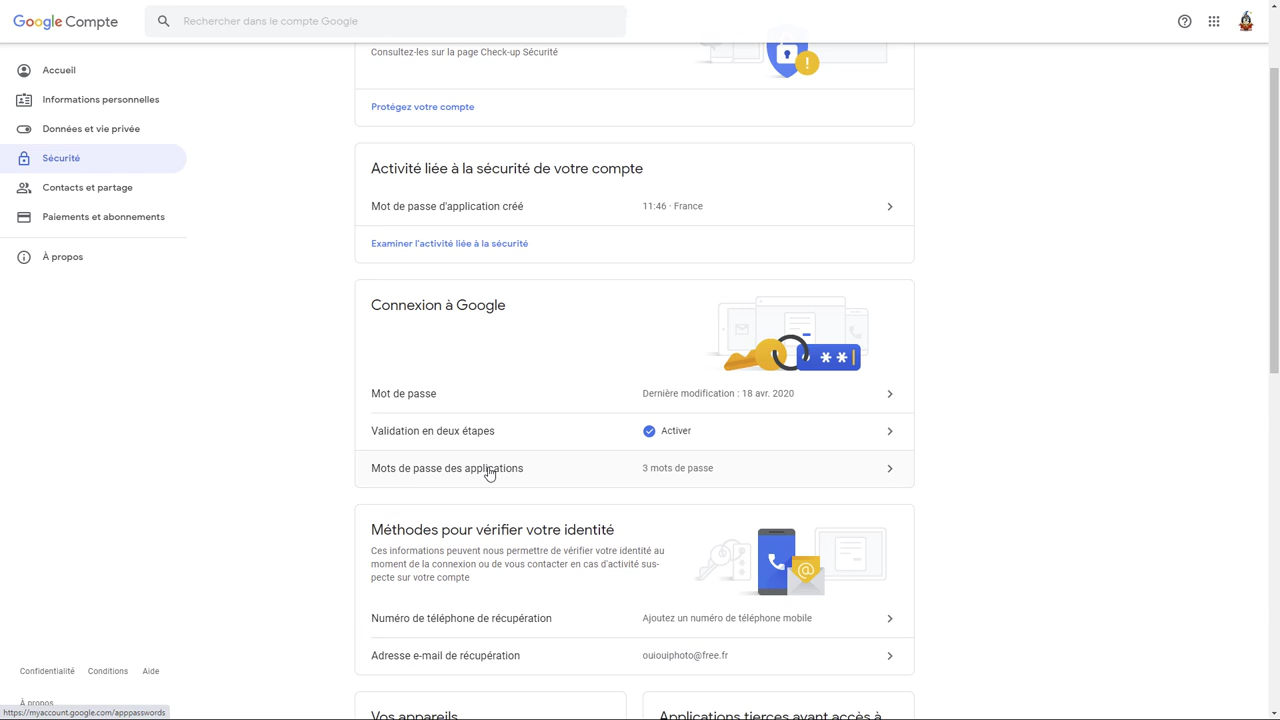 Google Compte
Rechercher dans le compte Google
Accueil
Informations personnelles
Données et vie privée
Sécurité
Contacts et partage
Paiements et abonnements
À propos
Consultez-les sur la page Check-up Sécurité
Protégez votre compte
Activité liée à la sécurité de votre compte
Mot de passe d'application créé
11:46 · France
Examiner l'activité liée à la sécurité
Connexion à Google
Mot de passe
Dernière modification : 18 avr. 2020
Validation en deux étapes
Activer
Mots de passe des applications
3 mots de passe
Méthodes pour vérifier votre identité
Ces informations peuvent nous permettre de vérifier votre identité au
moment de la connexion ou de vous contacter en cas d'activité sus-
pecte sur votre compte
Numéro de téléphone de récupération
Ajoutez un numéro de téléphone mobile
Adresse e-mail de récupération
ouiouiphoto@free.fr
Vos appareils
Applications tierces ayant accès à
Confidentialité
Conditions
Aide
À propos
https://myaccount.google.com/apppasswords